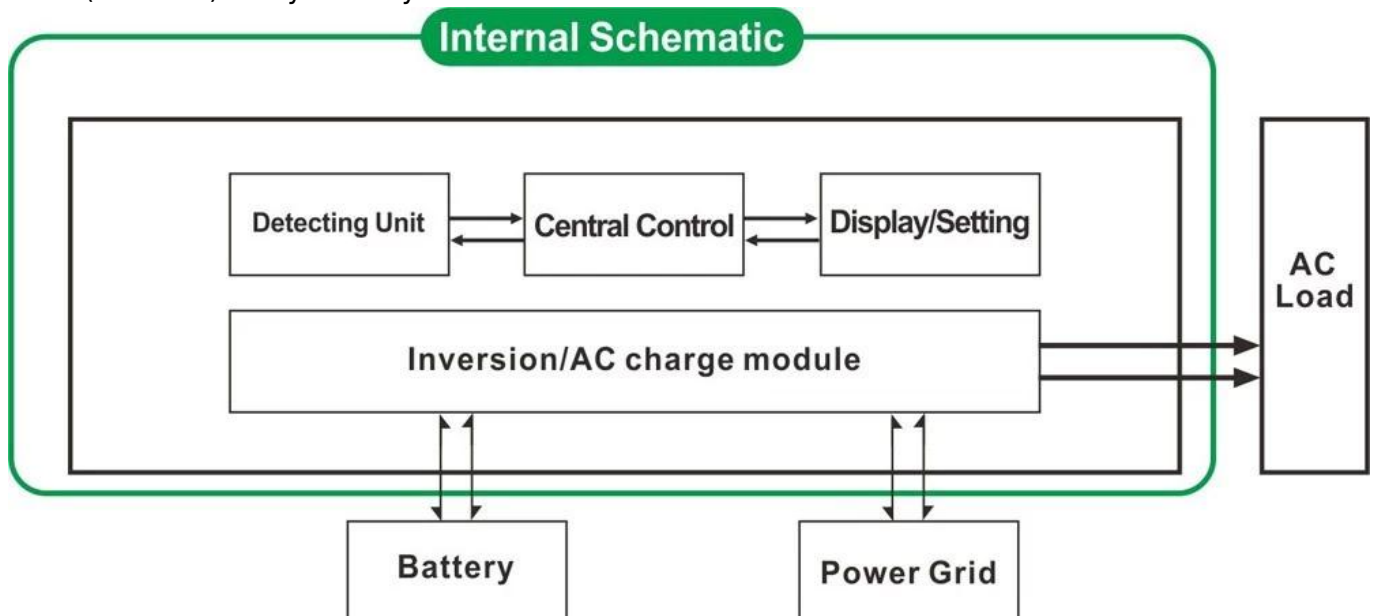 Internal Schematic
Detecting Unit
Central Control
Display/Setting
AC
Load
Inversion/AC charge module
Battery
Power Grid